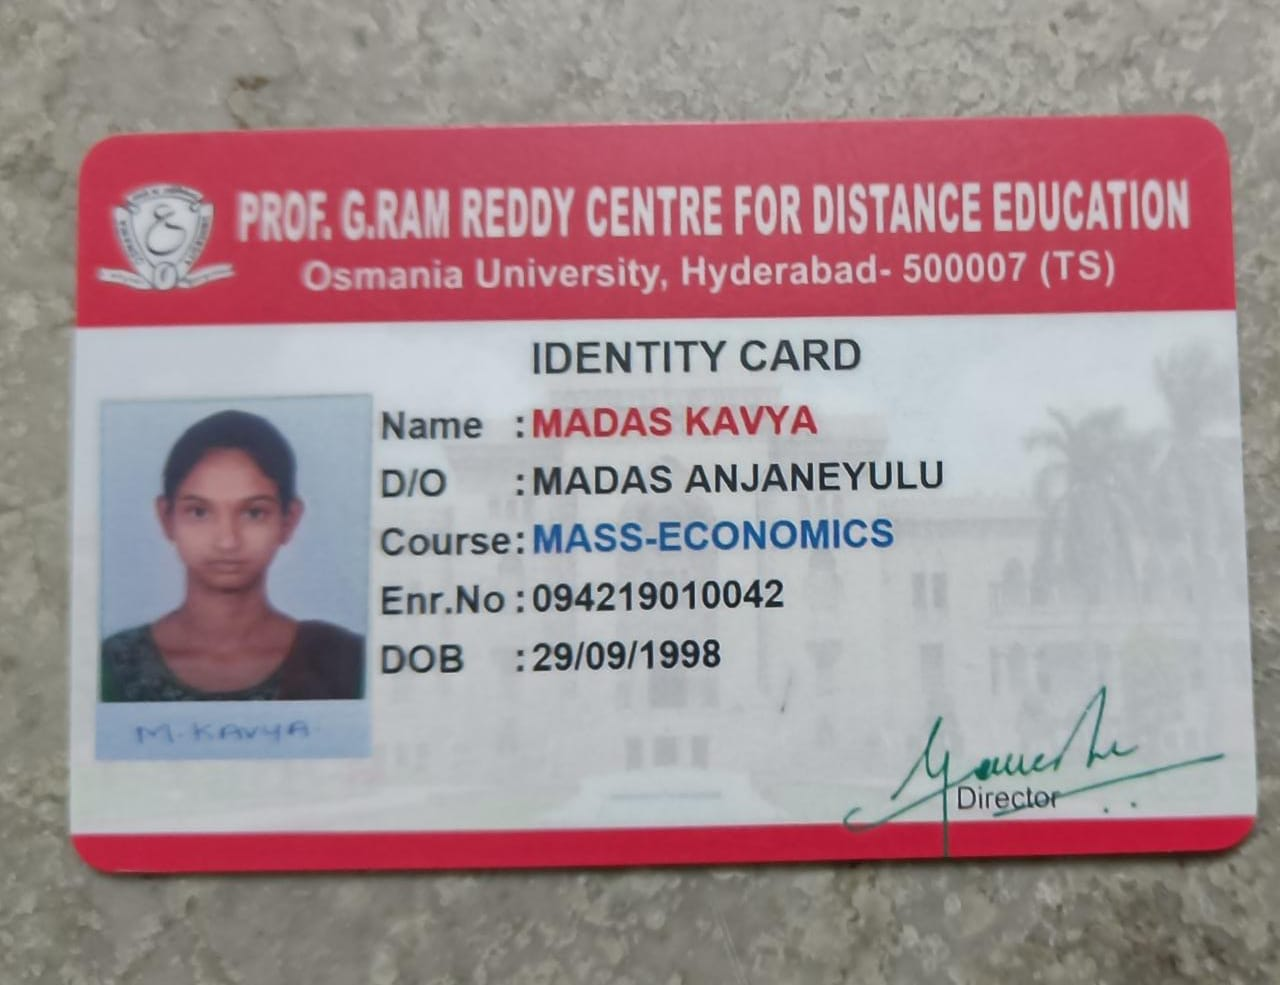 PROF. G.RAM REDDY CENTRE FOR DISTANCE EDUCATION
Osmania University, Hyderabad- 500007 (TS)
IDENTITY CARD
Name : MADAS KAVYA
D/O : MADAS ANJANEYULU
Course: MASS-ECONOMICS
Enr.No : 094219010042
DOB : 29/09/1998
M. KAVYA
Director